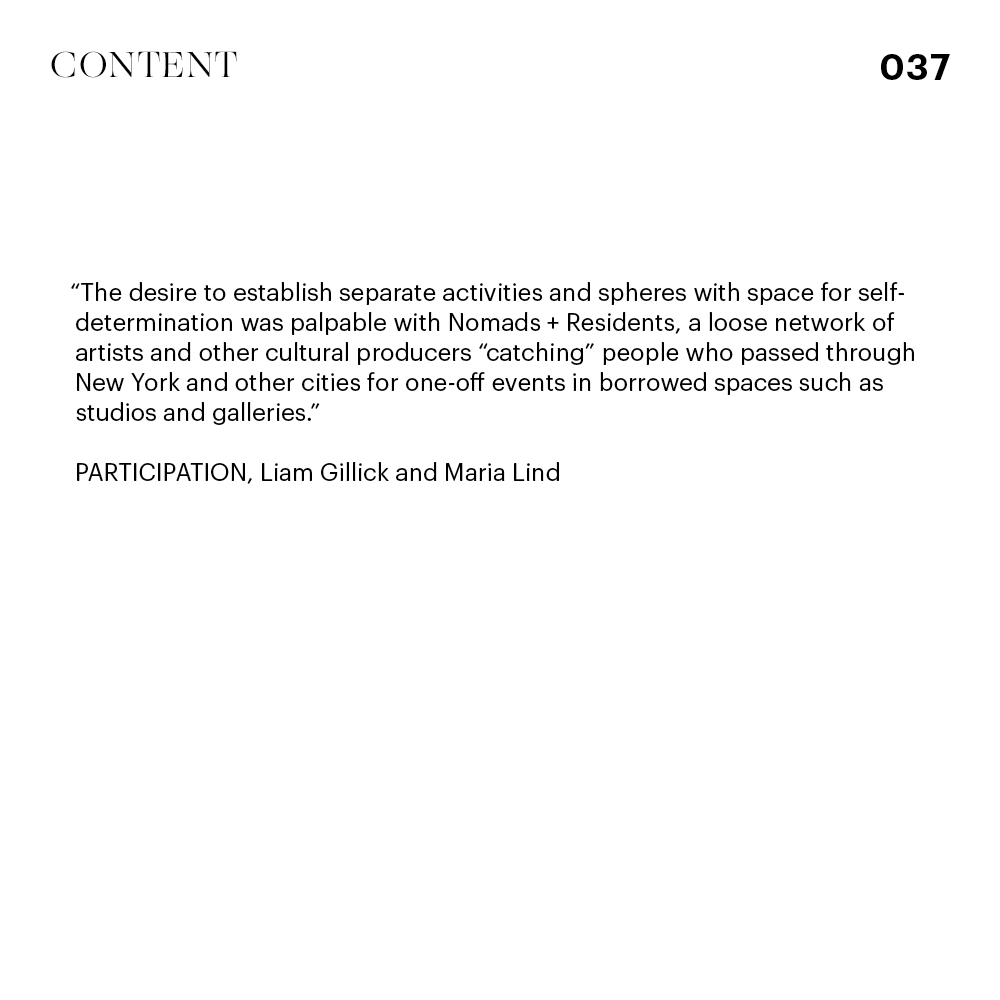 CONTENT
037
“The desire to establish separate activities and spheres with space for self-
determination was palpable with Nomads + Residents, a loose network of
artists and other cultural producers “catching” people who passed through
New York and other cities for one-off events in borrowed spaces such as
studios and galleries.”
PARTICIPATION, Liam Gillick and Maria Lind